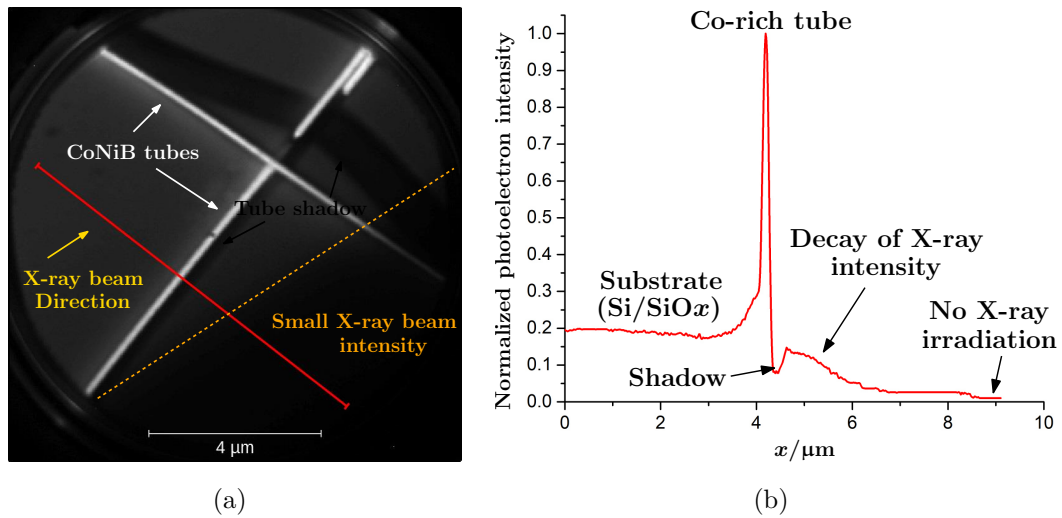 CoNiB tubes
Tube shadow
X-ray beam
Direction
Small X-ray beam
intensity
4 µm
(a)
Normalized photoelectron intensity
1.0
0.9
0.8
0.7
0.6
0.5
0.4
0.3
0.2
0.1
0.0
Co-rich tube
Substrate
(Si/SiOx)
Decay of X-ray
intensity
No X-ray
irradiation
Shadow
0
2
4
6
8
10
x/µm
(b)